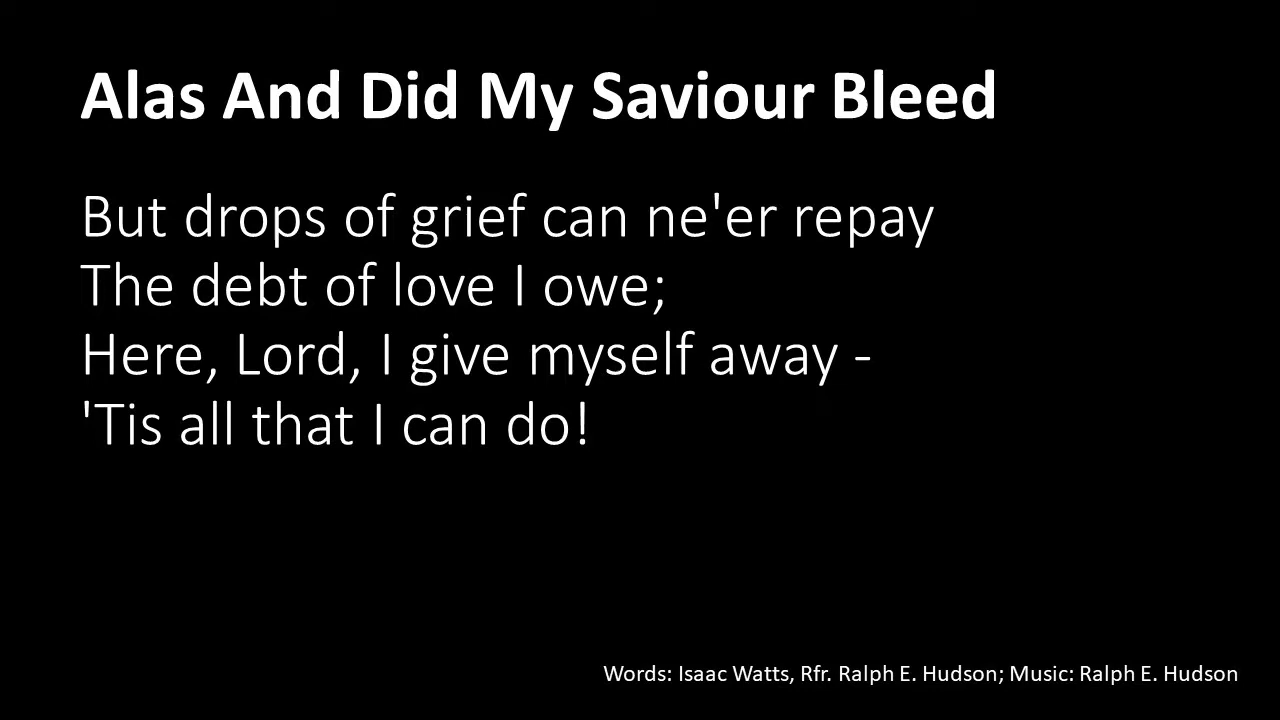 Alas And Did My Saviour Bleed
But drops of grief can ne'er repay
The debt of love I owe;
Here, Lord, I give myself away -
'Tis all that I can do!
Words: Isaac Watts, Rfr. Ralph E. Hudson; Music: Ralph E. Hudson